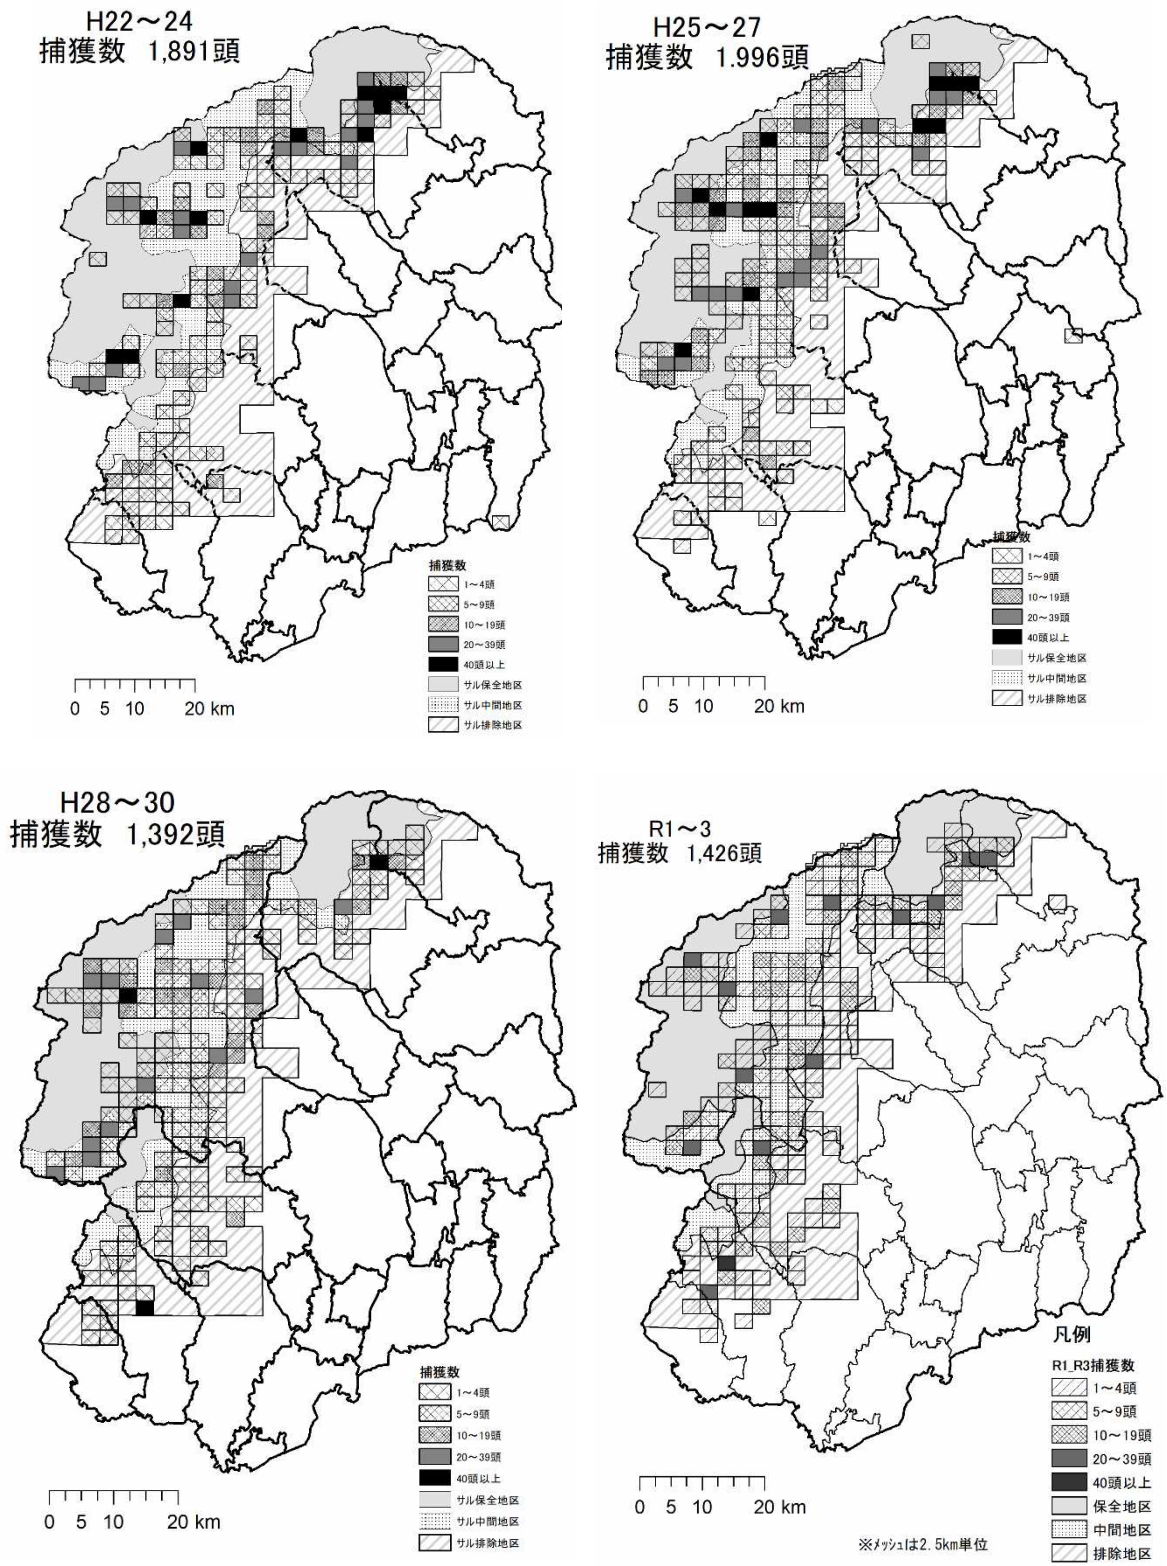 H22～24
捕獲数 1,891頭
捕獲数
1～4頭
5～9頭
10～19頭
20～39頭
40頭以上
サル保全地区
サル中間地区
サル排除地区
0 5 10 20 km
H25～27
捕獲数 1.996頭
捕獲数
1～4頭
5～9頭
10～19頭
20～39頭
40頭以上
サル保全地区
サル中間地区
サル排除地区
0 5 10 20 km
H28～30
捕獲数 1,392頭
捕獲数
1～4頭
5～9頭
10～19頭
20～39頭
40頭以上
サル保全地区
サル中間地区
サル排除地区
0 5 10 20 km
R1～3
捕獲数 1,426頭
凡例
R1_R3捕獲数
1～4頭
5～9頭
10～19頭
20～39頭
40頭以上
保全地区
中間地区
排除地区
0 5 10 20 km
※メッシュは2.5km単位